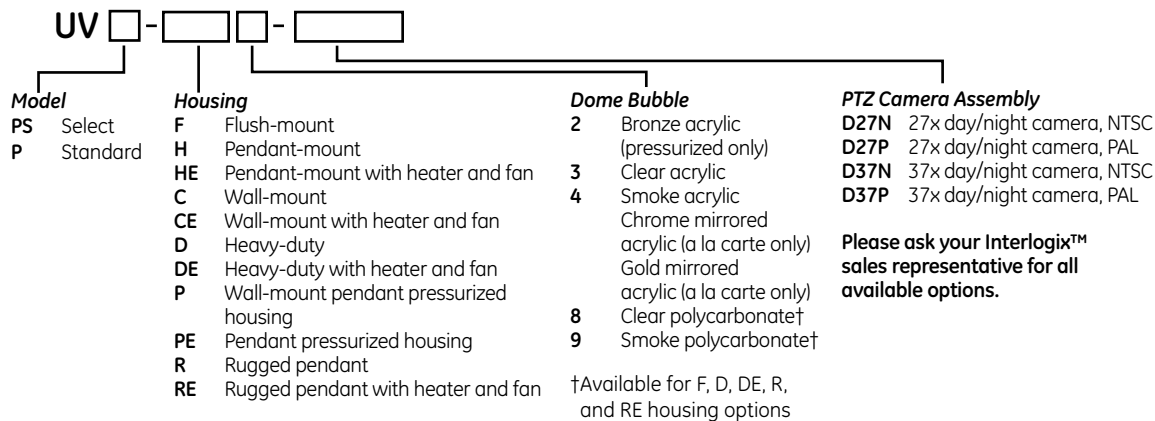 UV - -
Model
PS Select
P Standard
Housing
F Flush-mount
H Pendant-mount
HE Pendant-mount with heater and fan
C Wall-mount
CE Wall-mount with heater and fan
D Heavy-duty
DE Heavy-duty with heater and fan
P Wall-mount pendant pressurized
housing
PE Pendant pressurized housing
R Rugged pendant
RE Rugged pendant with heater and fan
Dome Bubble
2 Bronze acrylic
(pressurized only)
3 Clear acrylic
4 Smoke acrylic
Chrome mirrored
acrylic (a la carte only)
Gold mirrored
acrylic (a la carte only)
8 Clear polycarbonate†
9 Smoke polycarbonate†
†Available for F, D, DE, R,
and RE housing options
PTZ Camera Assembly
D27N 27x day/night camera, NTSC
D27P 27x day/night camera, PAL
D37N 37x day/night camera, NTSC
D37P 37x day/night camera, PAL
Please ask your Interlogix™
sales representative for all
available options.